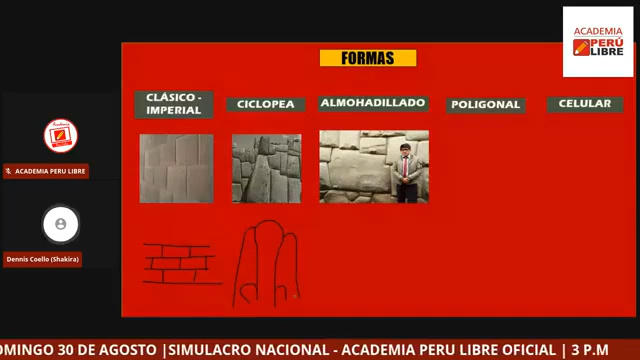 ACADEMIA
PERÚ
LIBRE
FORMAS
CLÁSICO -
IMPERIAL
CICLOPEA
ALMOHADILLADO
POLIGONAL
CELULAR
ACADEMIA PERU LIBRE
Dennis Coello (Shakira)
OMINGO 30 DE AGOSTO |SIMULACRO NACIONAL - ACADEMIA PERU LIBRE OFICIAL | 3 P.M